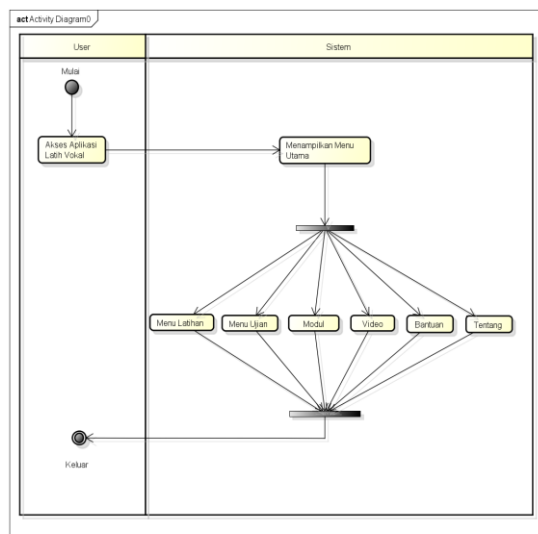 act Activity Diagram0
User
Sistem
Mulai
Akses Aplikasi
Latih Vokal
Menampilkan Menu
Utama
Menu Latihan
Menu Ujian
Modul
Video
Bantuan
Tentang
Keluar